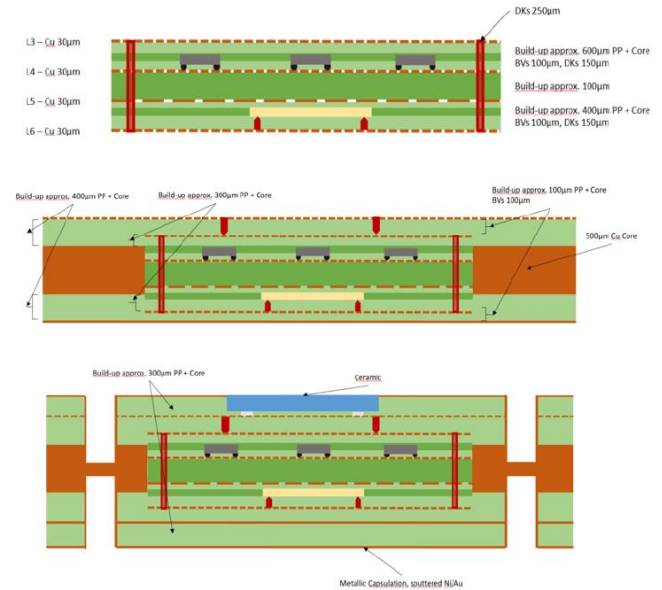 DKs 250µm
L3 – Cu 30µm
Build-up approx. 600µm PP + Core
BVs 100µm, DKs 150µm
L4 – Cu 30µm
Build-up approx. 100µm
L5 – Cu 30µm
Build-up approx. 400µm PP + Core
BVs 100µm, DKs 150µm
L6 – Cu 30µm
Build-up approx. 400µm PP + Core
Build-up approx. 300µm PP + Core
Build-up approx. 100µm PP + Core
BVs 100µm
500µm Cu Core
Build-up approx. 300µm PP + Core
Ceramic
Metallic Capsulation, sputtered Ni/Au